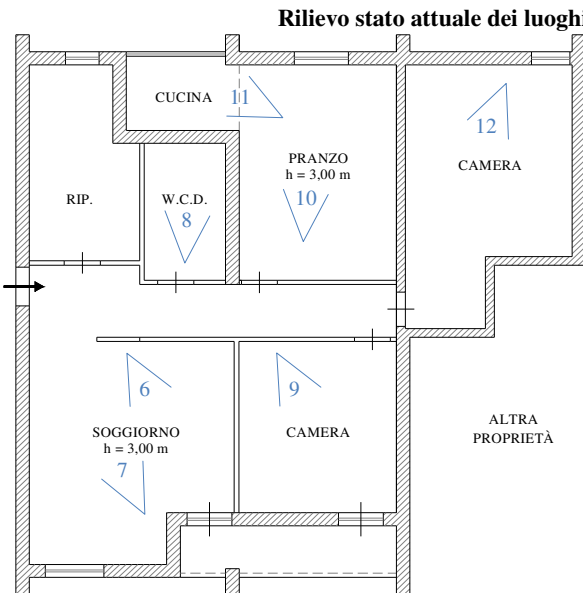 Rilievo stato attuale dei luoghi
CUCINA
11
12
PRANZO
h = 3,00 m
CAMERA
RIP.
W.C.D.
10
8
6
9
SOGGIORNO
h = 3,00 m
CAMERA
ALTRA
PROPRIETÀ
7